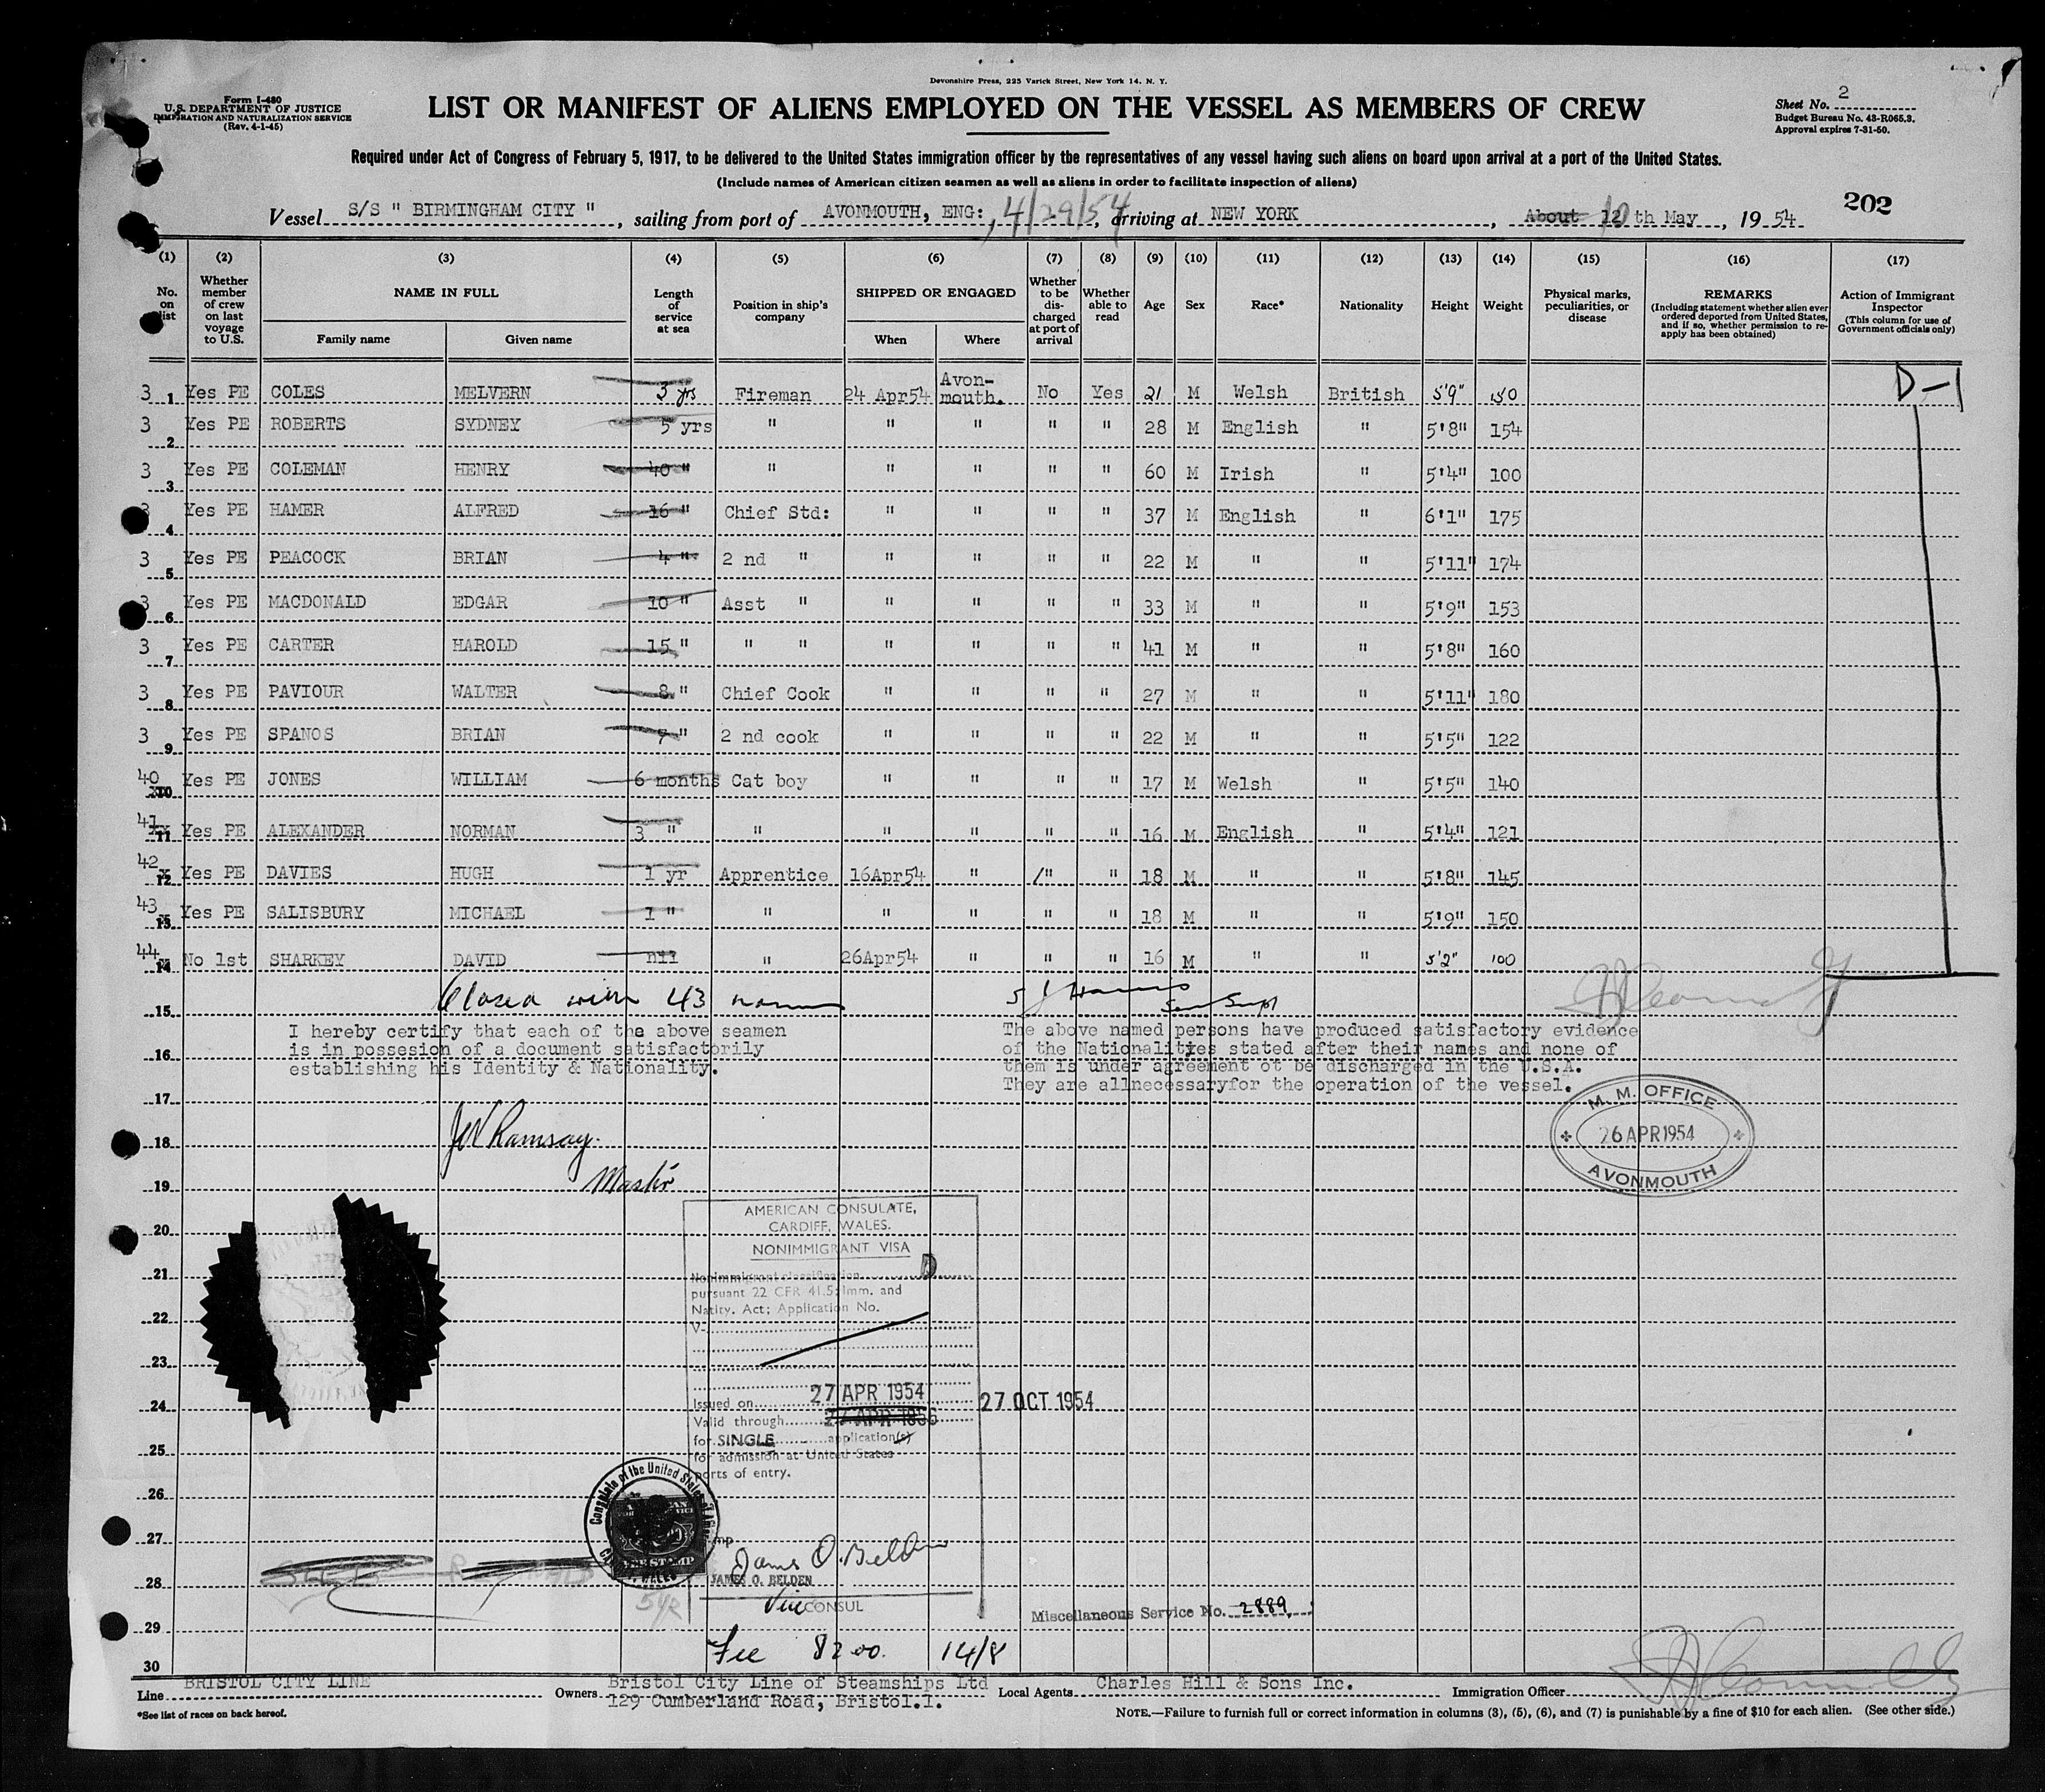 Devonshire Press, 225 Varick Street, New York 14. N. Y.
Form I-480
U.S. DEPARTMENT OF JUSTICE
IMMIGRATION AND NATURALIZATION SERVICE
(Rev. 4-1-45)
LIST OR MANIFEST OF ALIENS EMPLOYED ON THE VESSEL AS MEMBERS OF CREW
Sheet No. 2
Budget Bureau No. 43-R065.3.
Approval expires 7-31-50.
Required under Act of Congress of February 5, 1917, to be delivered to the United States immigration officer by the representatives of any vessel having such aliens on board upon arrival at a port of the United States.
(Include names of American citizen seamen as well as aliens in order to facilitate inspection of aliens)
202
Vessel S/S " BIRMINGHAM CITY ", sailing from port of AVONMOUTH, ENG:, 4/29/54, arriving at NEW YORK, About 10 th May, 19 54
(1) (2) (3) (4) (5) (6) (7) (8) (9) (10) (11) (12) (13) (14) (15) (16) (17)
No. on list
Whether member of crew on last voyage to U.S.
NAME IN FULL
Family name Given name
Length of service at sea
Position in ship's company
SHIPPED OR ENGAGED
When Where
Whether to be discharged at port of arrival
Whether able to read
Age
Sex
Race*
Nationality
Height
Weight
Physical marks, peculiarities, or disease
REMARKS
(Including statement whether alien ever ordered deported from United States, and if so, whether permission to re-apply has been obtained)
Action of Immigrant Inspector
(This column for use of Government officials only)
3 1 Yes PE COLES MELVERN 3 yrs Fireman 24 Apr54 Avon-mouth. No Yes 21 M Welsh British 5'9" 150 D-1
3 2 Yes PE ROBERTS SYDNEY 5 yrs " " " " " 28 M English " 5'8" 154
3 3 Yes PE COLEMAN HENRY 40 " " " " " " 60 M Irish " 5'4" 100
3 4 Yes PE HAMER ALFRED 16 " Chief Std: " " " " 37 M English " 6'1" 175
3 5 Yes PE PEACOCK BRIAN 4 " 2 nd " " " " " 22 M " " 5'11" 174
3 6 Yes PE MACDONALD EDGAR 10 " Asst " " " " " 33 M " " 5'9" 153
3 7 Yes PE CARTER HAROLD 15 " " " " " " " 41 M " " 5'8" 160
3 8 Yes PE PAVIOUR WALTER 8 " Chief Cook " " " " 27 M " " 5'11" 180
3 9 Yes PE SPANOS BRIAN 7 " 2 nd cook " " " " 22 M " " 5'5" 122
40 10 Yes PE JONES WILLIAM 6 months Cat boy " " " " 17 M Welsh " 5'5" 140
41 11 Yes PE ALEXANDER NORMAN 3 " " " " " " 16 M English " 5'4" 121
42 12 Yes PE DAVIES HUGH 1 yr Apprentice 16Apr54 " " " 18 M " " 5'8" 145
43 13 Yes PE SALISBURY MICHAEL 1 " " " " " " 18 M " " 5'9" 150
44 14 No 1st SHARKEY DAVID nil " 26Apr54 " " " 16 M " " 5'2" 100
Closed with 43 names
15
I hereby certify that each of the above seamen
is in possesion of a document satisfactorily
establishing his Identity & Nationality.
The above named persons have produced satisfactory evidence
of the Nationalities stated after their names and none of
them is under agreement ot be discharged in the U.S.A.
They are allnecessaryfor the operation of the vessel.
16
17
18
Ramsay.
19
Master
M. M. OFFICE
26 APR 1954
AVONMOUTH
20
21
22
23
24
25
26
27
28
29
30
AMERICAN CONSULATE,
CARDIFF, WALES.
NONIMMIGRANT VISA
Nonimmigrant classification D
pursuant 22 CFR 41.5; Imm. and
Natity. Act; Application No.
V-
Issued on 27 APR 1954
27 OCT 1954
Valid through
for SINGLE application(s)
for admission at United States
ports of entry.
Consulate of the United States of America
James O. Belden
JAMES O. BELDEN
Vice CONSUL
Miscellaneous Service No. 2889
Fee $2.00. 14/8
Line BRISTOL CITY LINE
Owners Bristol City Line of Steamships Ltd
129 Cumberland Road, Bristol.1.
Local Agents Charles Hill & Sons Inc.
Immigration Officer
*See list of races on back hereof.
NOTE.—Failure to furnish full or correct information in columns (3), (5), (6), and (7) is punishable by a fine of $10 for each alien. (See other side.)